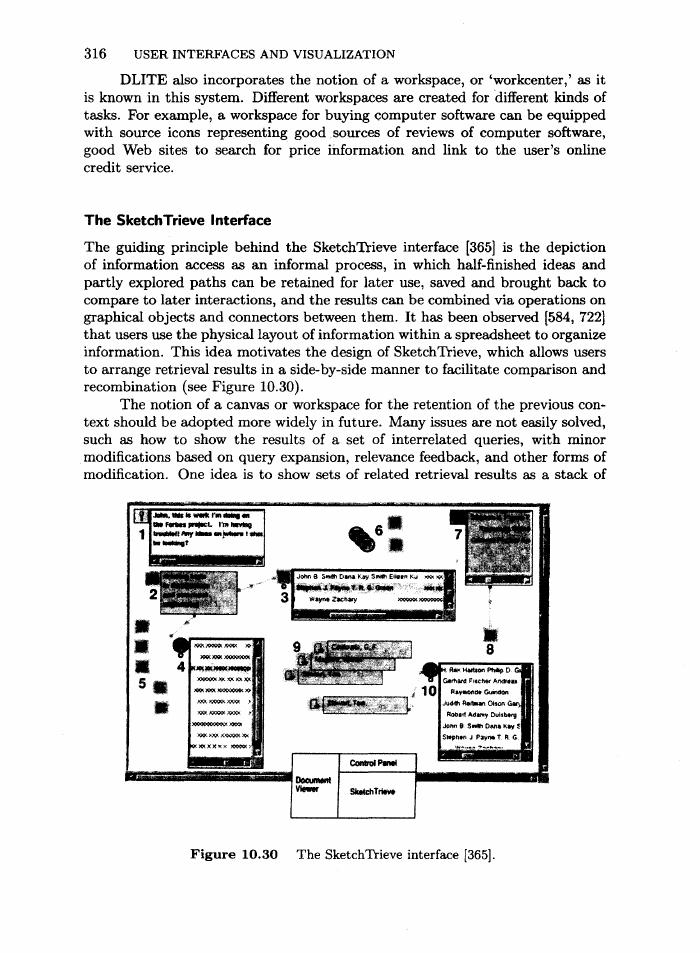 316 USER INTERFACES AND VISUALIZATION
DLITE also incorporates the notion of a workspace, or ‘workcenter,’ as it
is known in this system. Different workspaces are created for different kinds of
tasks. For example, a workspace for buying computer software can be equipped
with source icons representing good sources of reviews of computer software,
good Web sites to search for price information and link to the user's online
credit service.
The SketchTrieve Interface
The guiding principle behind the SketchTrieve interface [365] is the depiction
of information access as an informal process, in which half-finished ideas and
partly explored paths can be retained for later use, saved and brought back to
compare to later interactions, and the results can be combined via operations on
graphical objects and connectors between them. It has been observed [584, 722]
that users use the physical layout of information within a spreadsheet to organize
information. This idea motivates the design of SketchTrieve, which allows users
to arrange retrieval results in a side-by-side manner to facilitate comparison and
recombination (see Figure 10.30).
The notion of a canvas or workspace for the retention of the previous con-
text should be adopted more widely in future. Many issues are not easily solved,
such as how to show the results of a set of interrelated queries, with minor
modifications based on query expansion, relevance feedback, and other forms of
modification. One idea is to show sets of related retrieval results as a stack of
John, this is work I'm doing on
the Forbes project. I'm having
trouble!! Any ideas on where I
be looking?
1
2
3
John B Smith Dana Kay Smith Eileen
Stephen J. Payne T. R. G. Green
Wayne Zachary
4
5
6
7
8
9
10
H. Rex Hartson Philip D.
Gerhard Fischer Andreas
Raymonde Guindon
Judith Reitman Olson Gary
Robert Adamy Duisberg
John B Smith Dana Kay S
Stephen J Payne T. R. G.
Control Panel
Document
Viewer
SketchTrieve
Figure 10.30 The SketchTrieve interface [365].